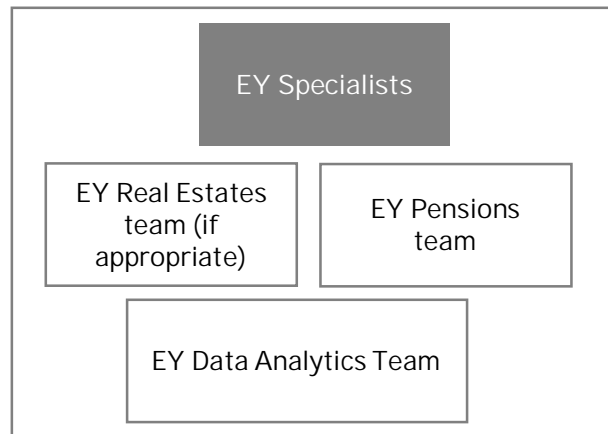 EY Specialists
EY Real Estates
team (if
appropriate)
EY Pensions
team
EY Data Analytics Team